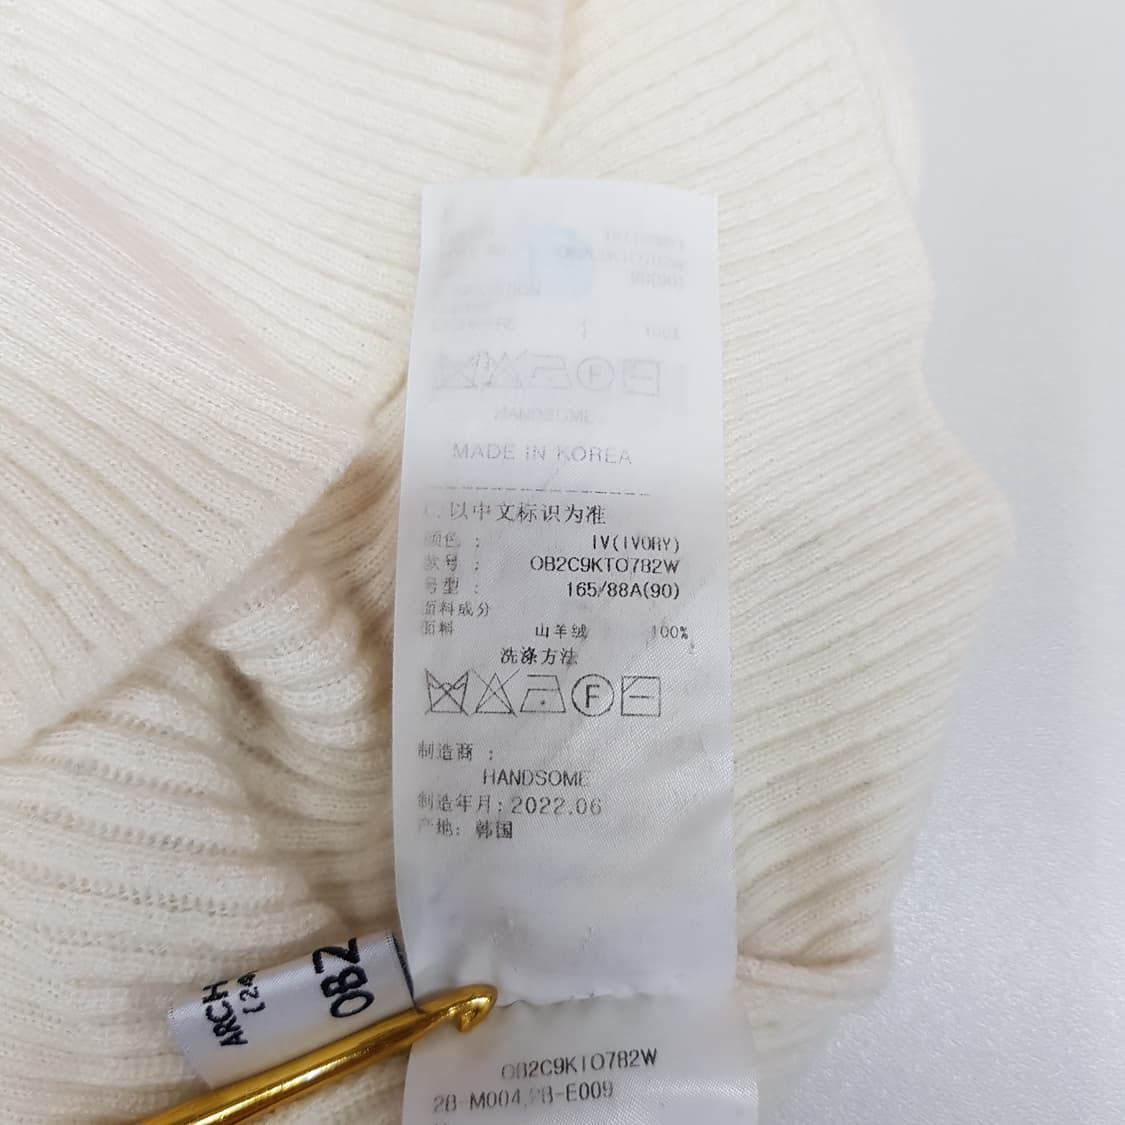 HANDSOME
MADE IN KOREA
以中文标识为准
颜色 : IV(IVORY)
款号 : OB2C9KTO782W
号型 : 165/88A(90)
面料成分
面料 山羊绒 100%
洗涤方法
F
制造商 :
HANDSOME
制造年月: 2022.06
产地: 韩国
OB2
ARCH
[24
OB2C9KTO782W
2B-M004,2B-E009